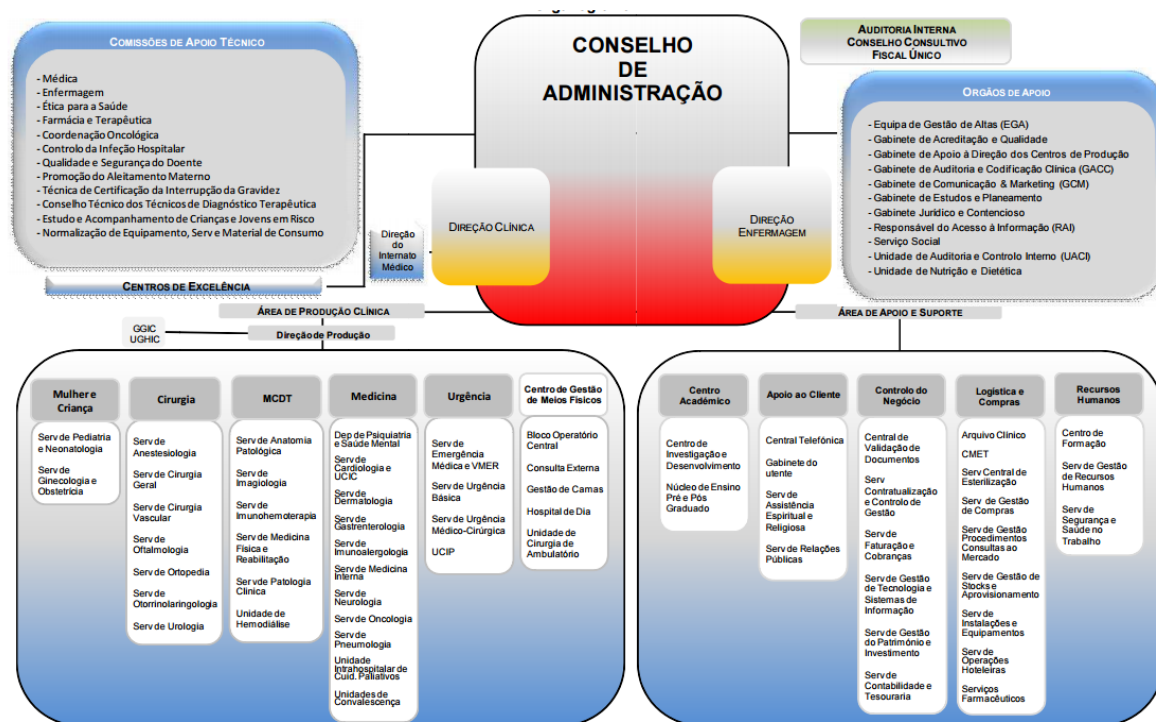 COMISSÕES DE APOIO TÉCNICO
- Médica
- Enfermagem
- Ética para a Saúde
- Farmácia e Terapêutica
- Coordenação Oncológica
- Controlo da Infeção Hospitalar
- Qualidade e Segurança do Doente
- Promoção do Aleitamento Materno
- Técnica de Certificação da Interrupção da Gravidez
- Conselho Técnico dos Técnicos de Diagnóstico Terapêutica
- Estudo e Acompanhamento de Crianças e Jovens em Risco
- Normalização de Equipamento, Serv e Material de Consumo
CENTROS DE EXCELÊNCIA
CONSELHO
DE
ADMINISTRAÇÃO
DIREÇÃO CLÍNICA
DIREÇÃO
ENFERMAGEM
Direção
do
Internato
Médico
AUDITORIA INTERNA
CONSELHO CONSULTIVO
FISCAL ÚNICO
ORGÃOS DE APOIO
- Equipa de Gestão de Altas (EGA)
- Gabinete de Acreditação e Qualidade
- Gabinete de Apoio à Direção dos Centros de Produção
- Gabinete de Auditoria e Codificação Clínica (GACC)
- Gabinete de Comunicação & Marketing (GCM)
- Gabinete de Estudos e Planeamento
- Gabinete Jurídico e Contencioso
- Responsável do Acesso à Informação (RAI)
- Serviço Social
- Unidade de Auditoria e Controlo Interno (UACI)
- Unidade de Nutrição e Dietética
ÁREA DE PRODUÇÃO CLÍNICA
GGIC
UGHIC
Direção de Produção
ÁREA DE APOIO E SUPORTE
Mulher e
Criança
Serv de Pediatria
e Neonatologia
Serv de
Ginecologia e
Obstetrícia
Cirurgia
Serv de
Anestesiologia
Serv de Cirurgia
Geral
Serv de Cirurgia
Vascular
Serv de
Oftalmologia
Serv de Ortopedia
Serv de
Otorrinolaringologia
Serv de Urologia
MCDT
Serv de Anatomia
Patológica
Serv de
Imagiologia
Serv de
Imunohemoterapia
Serv de Medicina
Física e
Reabilitação
Serv de Patologia
Clinica
Unidade de
Hemodiálise
Medicina
Dep de Psiquiatria
e Saúde Mental
Serv de
Cardiologia e
UCIC
Serv de
Dermatologia
Serv de
Gastrenterologia
Serv de
Imunoalergologia
Serv de Medicina
Interna
Serv de
Neurologia
Serv de Oncologia
Serv de
Pneumologia
Unidade
Intrahospitalar de
Cuid. Paliativos
Unidades de
Convalescença
Urgência
Serv de
Emergência
Médica e VMER
Serv de Urgência
Básica
Serv de Urgência
Médico-Cirúrgica
UCIP
Centro de Gestão
de Meios Físicos
Bloco Operatório
Central
Consulta Externa
Gestão de Camas
Hospital de Dia
Unidade de
Cirurgia de
Ambulatório
Centro
Académico
Centro de
Investigação e
Desenvolvimento
Núcleo de Ensino
Pré e Pós
Graduado
Apoio ao Cliente
Central Telefónica
Gabinete do
utente
Serv de
Assistência
Espiritual e
Religiosa
Serv de Relações
Públicas
Controlo do
Negócio
Central de
Validação de
Documentos
Serv
Contratualização
e Controlo de
Gestão
Serv de
Faturação e
Cobranças
Serv de Gestão
de Tecnologia e
Sistemas de
Informação
Serv de Gestão
do Património e
Investimento
Serv de
Contabilidade e
Tesouraria
Logística e
Compras
Arquivo Clínico
CMET
Serv Central de
Esterilização
Serv de Gestão
de Compras
Serv de Gestão
Procedimentos
Consultas ao
Mercado
Serv de Gestão de
Stocks e
Aprovisionamento
Serv de
Instalações e
Equipamentos
Serv de
Operações
Hoteleiras
Serviços
Farmacêuticos
Recursos
Humanos
Centro de
Formação
Serv de Gestão
de Recursos
Humanos
Serv de
Segurança e
Saúde no
Trabalho